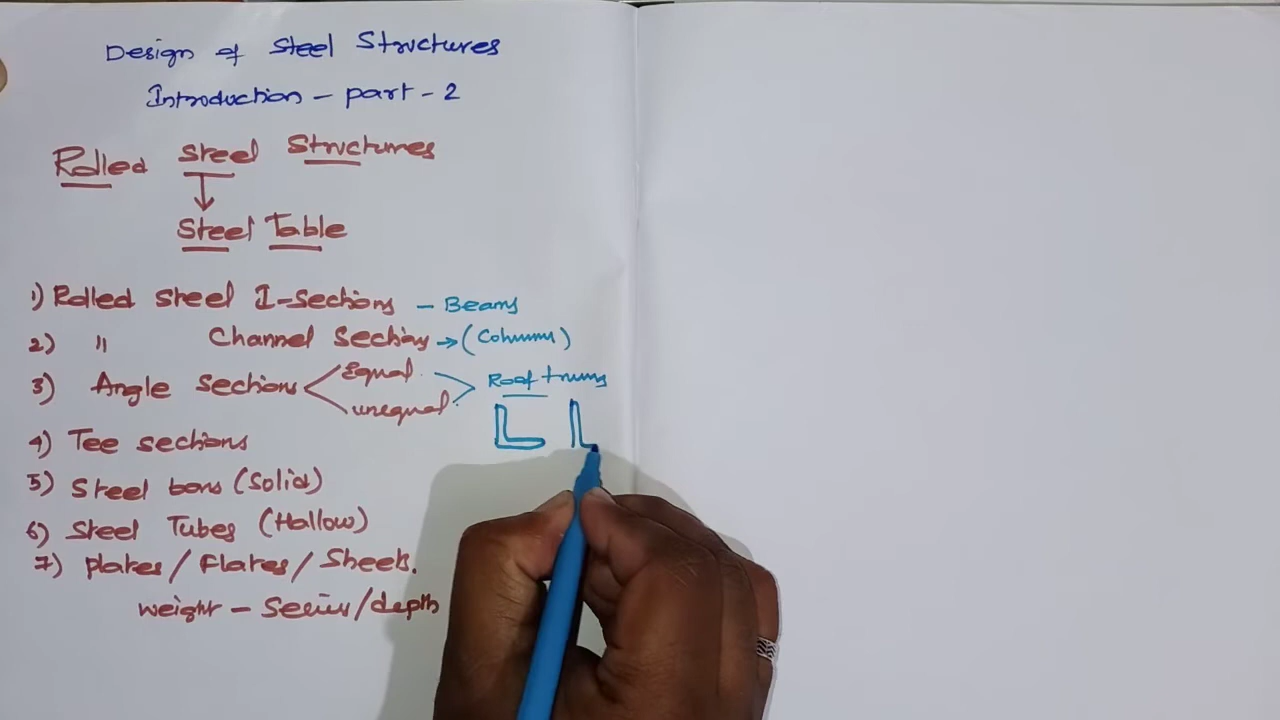 Design of Steel Structures
Introduction - part - 2
Rolled Steel Structures
Steel Table
1) Rolled Steel I-Sections - Beams
2) " Channel Sections → (Columns)
3) Angle Sections Equal unequal Roof truss
4) Tee sections
5) Steel bars (Solid)
6) Steel Tubes (Hallow)
7) plates / Flates / Sheets.
weight - Series/depth